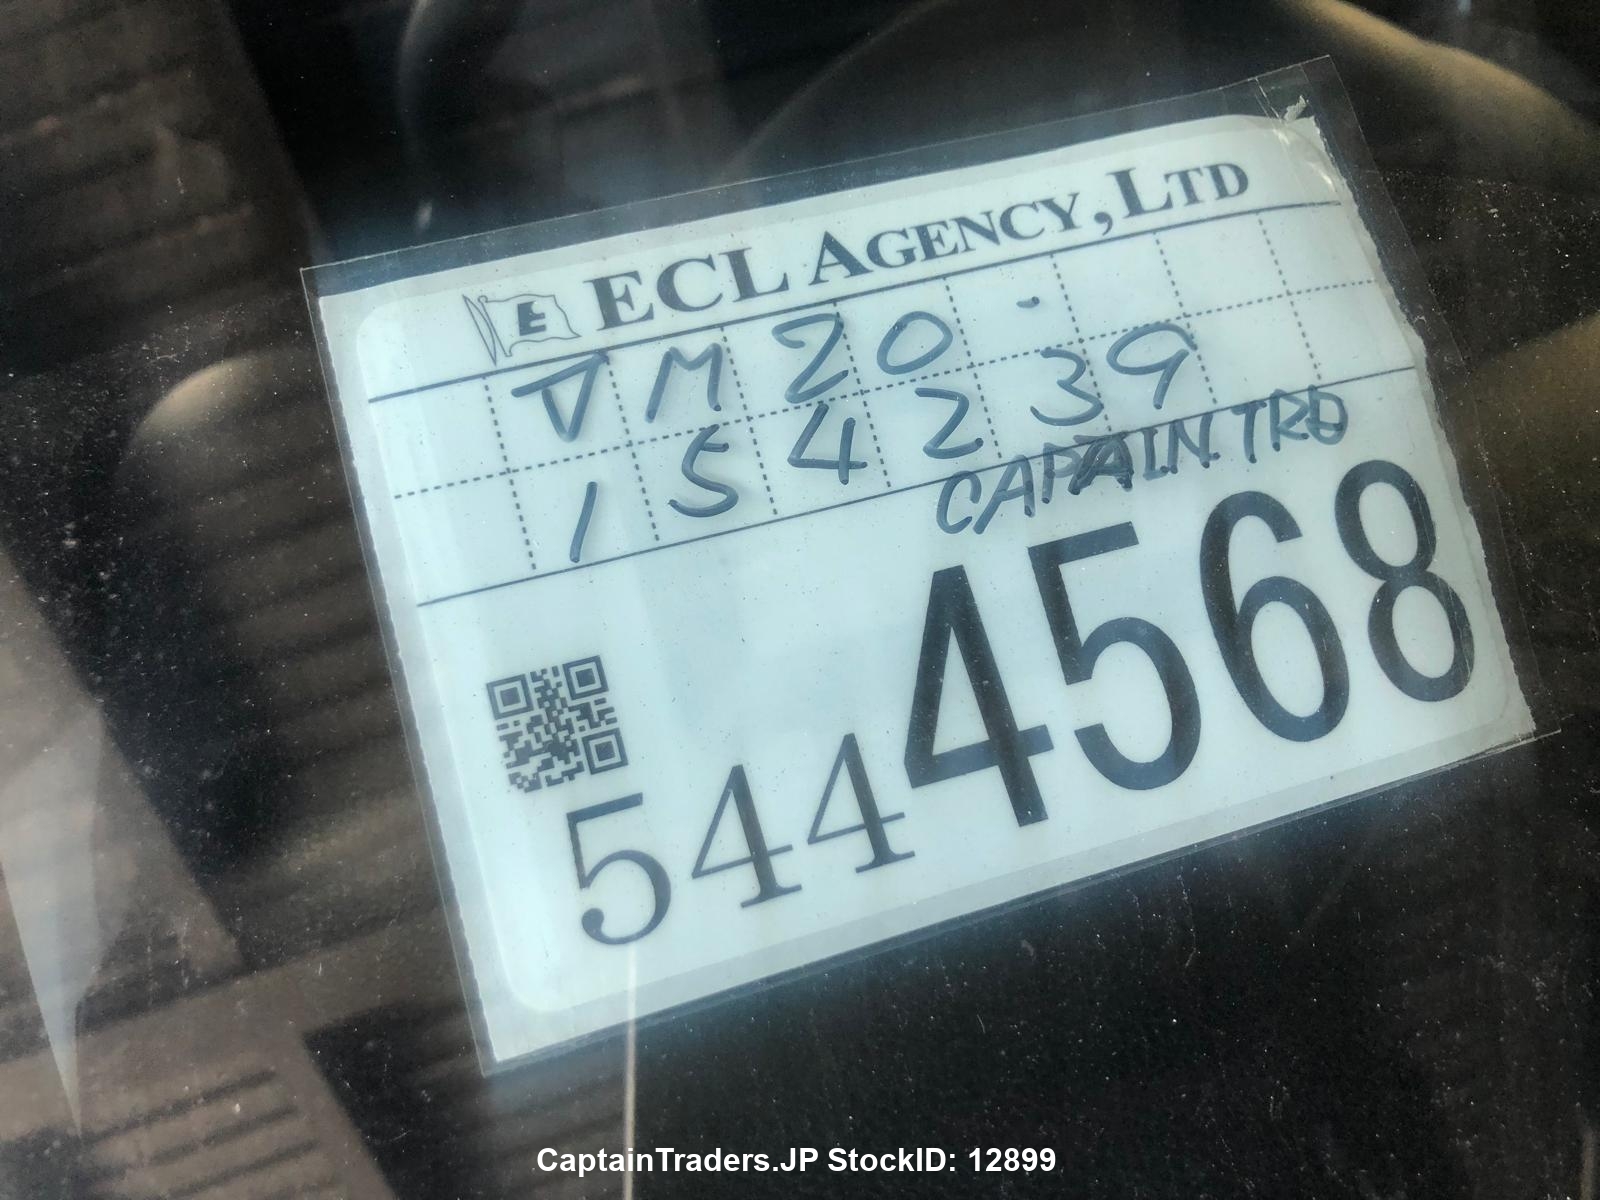 E ECL AGENCY, LTD
VM20-
154239
CAPTAIN.TRD
5444568
CaptainTraders.JP StockID: 12899